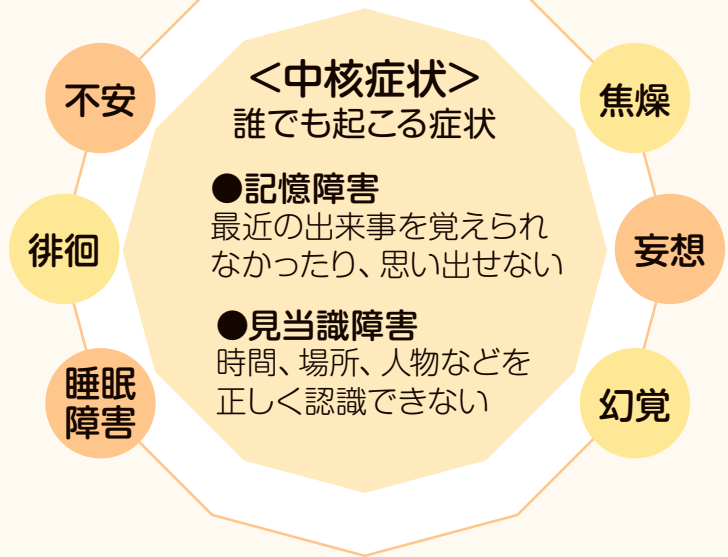 <中核症状>
誰でも起こる症状
●記憶障害
最近の出来事を覚えられ
なかったり、思い出せない
●見当識障害
時間、場所、人物などを
正しく認識できない
不安
徘徊
睡眠
障害
焦燥
妄想
幻覚